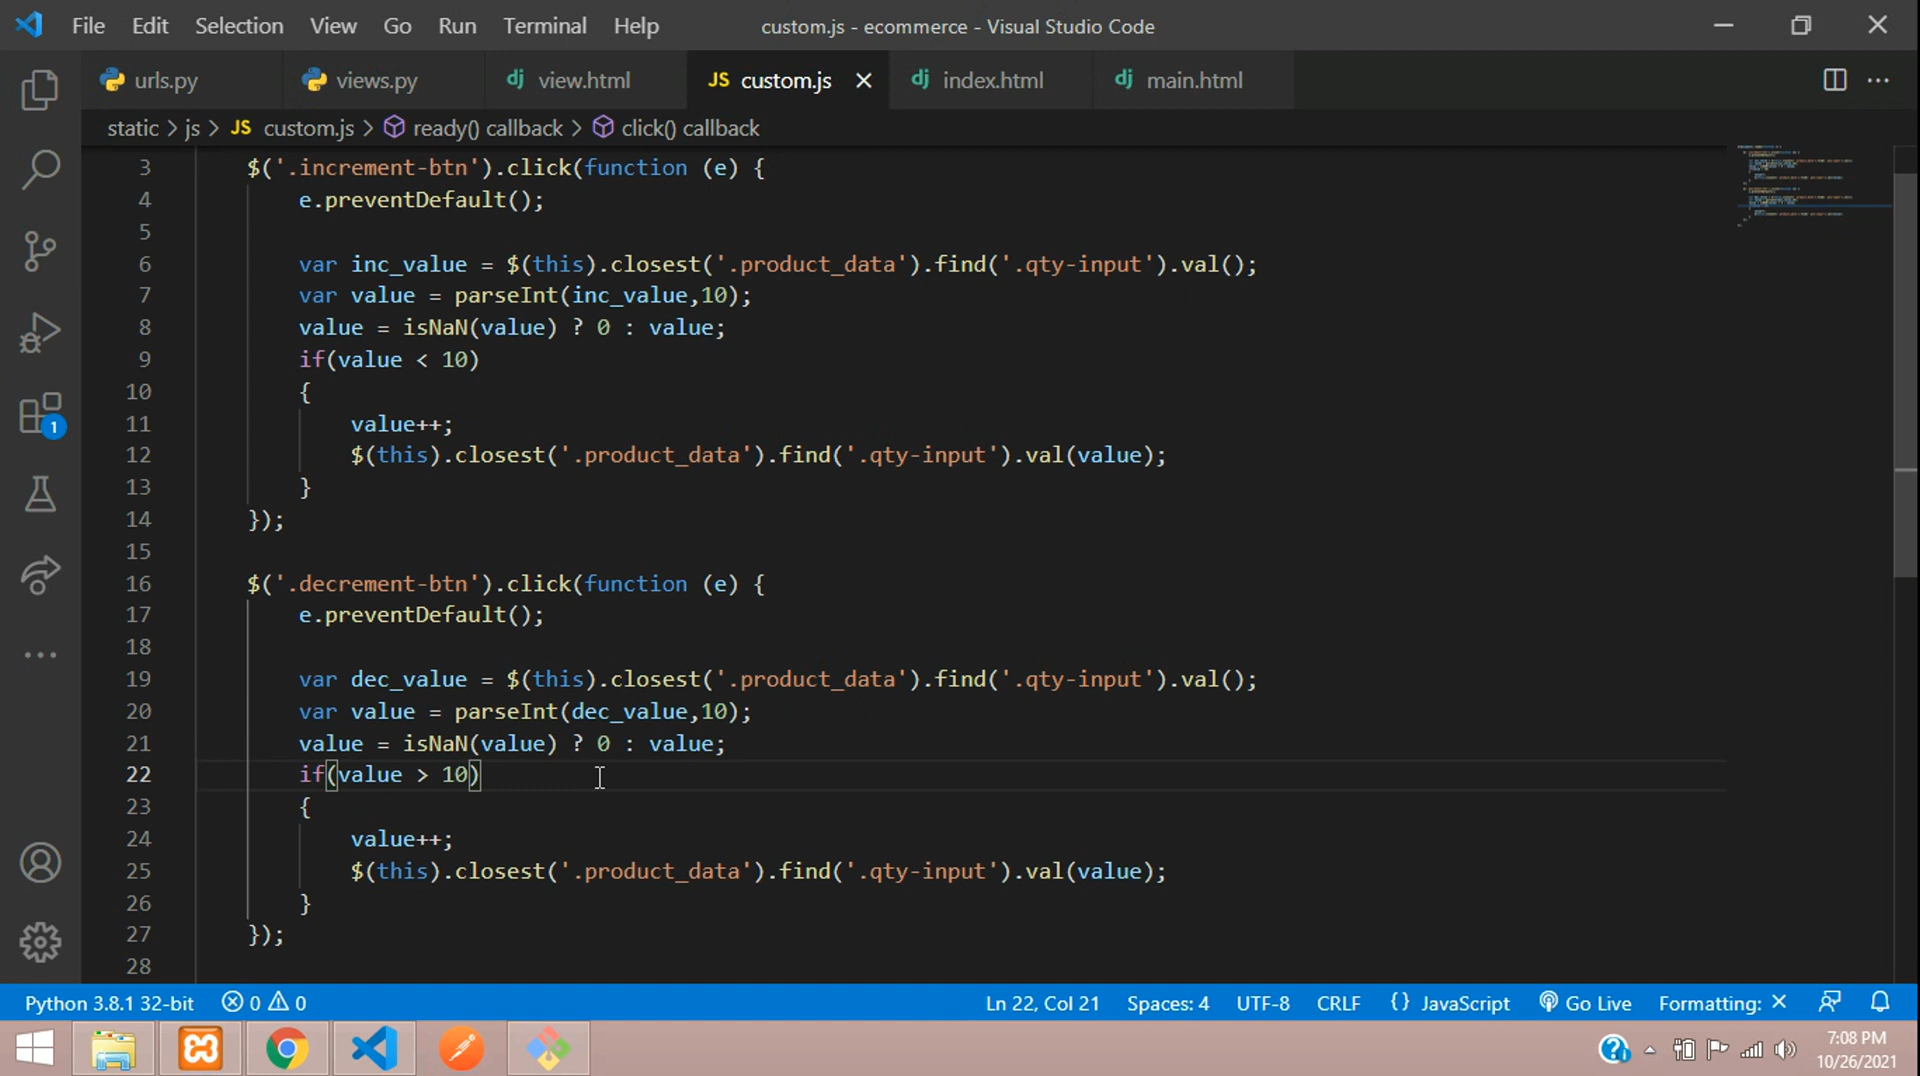 File Edit Selection View Go Run Terminal Help custom.js - ecommerce - Visual Studio Code
urls.py views.py dj view.html JS custom.js dj index.html dj main.html
static > js > JS custom.js > ready() callback > click() callback
3 $('.increment-btn').click(function (e) {
4 e.preventDefault();
5
6 var inc_value = $(this).closest('.product_data').find('.qty-input').val();
7 var value = parseInt(inc_value,10);
8 value = isNaN(value) ? 0 : value;
9 if(value < 10)
10 {
11 value++;
12 $(this).closest('.product_data').find('.qty-input').val(value);
13 }
14 });
15
16 $('.decrement-btn').click(function (e) {
17 e.preventDefault();
18
19 var dec_value = $(this).closest('.product_data').find('.qty-input').val();
20 var value = parseInt(dec_value,10);
21 value = isNaN(value) ? 0 : value;
22 if(value > 10)
23 {
24 value++;
25 $(this).closest('.product_data').find('.qty-input').val(value);
26 }
27 });
28
1
Python 3.8.1 32-bit 0 0 Ln 22, Col 21 Spaces: 4 UTF-8 CRLF {} JavaScript Go Live Formatting: ×
7:08 PM
10/26/2021